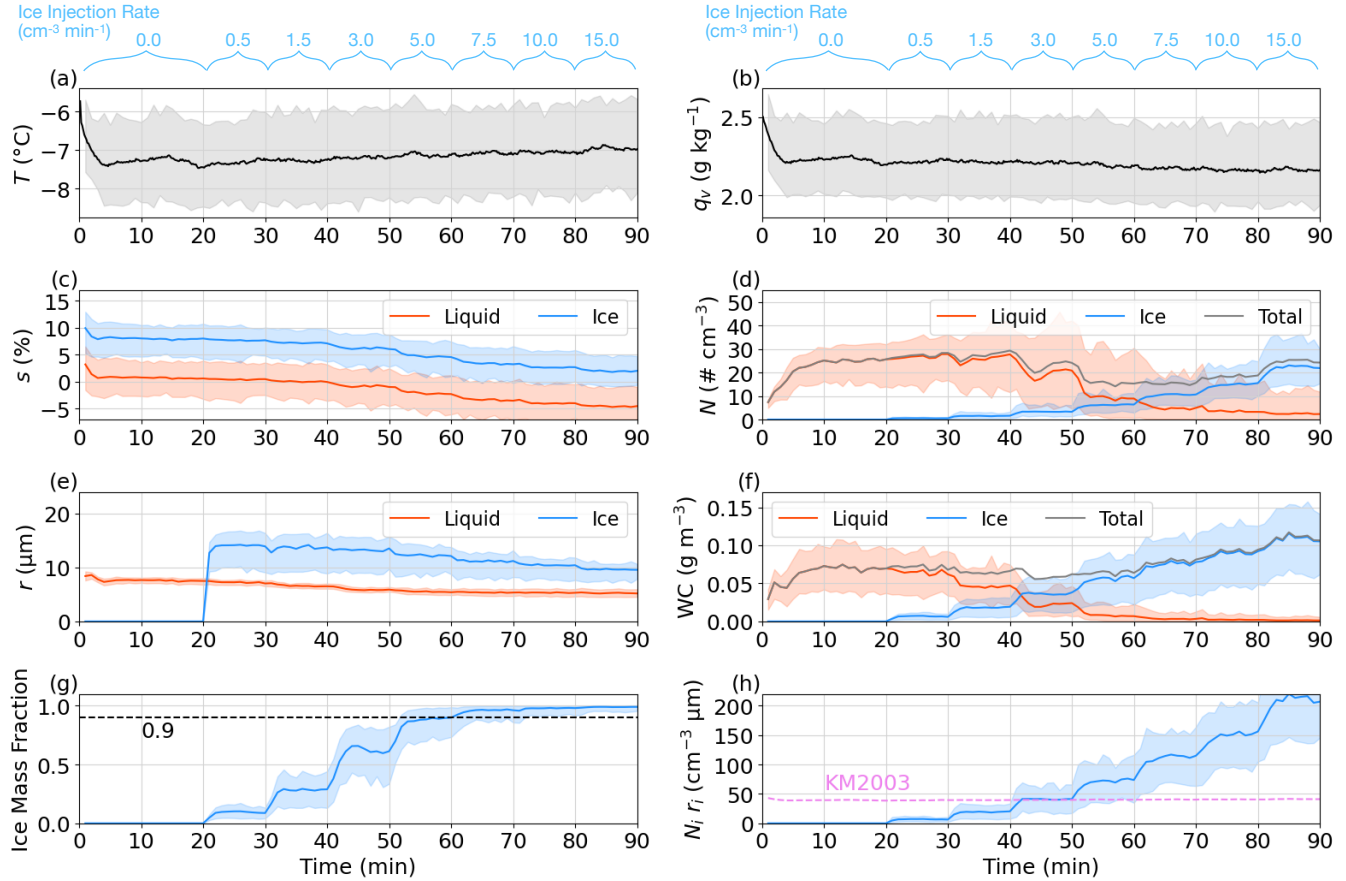 Ice Injection Rate
(cm⁻³ min⁻¹)
0.0 0.5 1.5 3.0 5.0 7.5 10.0 15.0
Ice Injection Rate
(cm⁻³ min⁻¹)
0.0 0.5 1.5 3.0 5.0 7.5 10.0 15.0
(a)
T (°C)
−6
−7
−8
0 10 20 30 40 50 60 70 80 90
(b)
qᵥ (g kg⁻¹)
2.5
2.0
0 10 20 30 40 50 60 70 80 90
(c)
s (%)
15
10
5
0
−5
Liquid Ice
0 10 20 30 40 50 60 70 80 90
(d)
N (# cm⁻³)
50
40
30
20
10
0
Liquid Ice Total
0 10 20 30 40 50 60 70 80 90
(e)
r (μm)
20
10
0
Liquid Ice
0 10 20 30 40 50 60 70 80 90
(f)
WC (g m⁻³)
0.15
0.10
0.05
0.00
Liquid Ice Total
0 10 20 30 40 50 60 70 80 90
(g)
Ice Mass Fraction
1.0
0.5
0.0
0.9
0 10 20 30 40 50 60 70 80 90
Time (min)
(h)
Nᵢ rᵢ (cm⁻³ μm)
200
150
100
50
0
KM2003
0 10 20 30 40 50 60 70 80 90
Time (min)